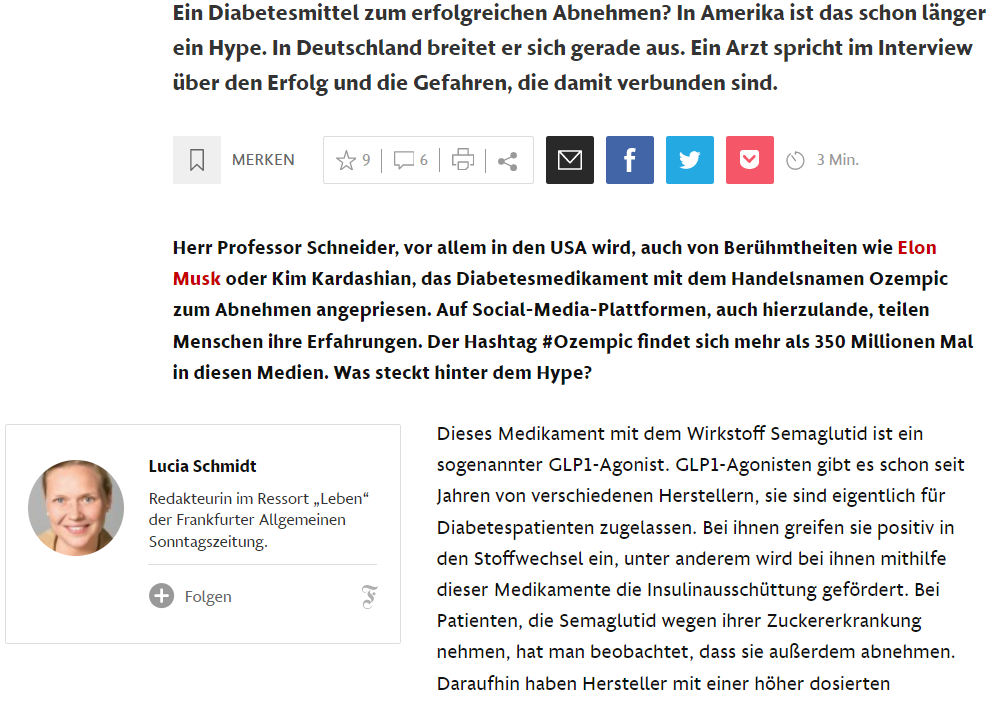 Ein Diabetesmittel zum erfolgreichen Abnehmen? In Amerika ist das schon länger
ein Hype. In Deutschland breitet er sich gerade aus. Ein Arzt spricht im Interview
über den Erfolg und die Gefahren, die damit verbunden sind.
MERKEN 9 6 3 Min.
Herr Professor Schneider, vor allem in den USA wird, auch von Berühmtheiten wie Elon
Musk oder Kim Kardashian, das Diabetesmedikament mit dem Handelsnamen Ozempic
zum Abnehmen angepriesen. Auf Social-Media-Plattformen, auch hierzulande, teilen
Menschen ihre Erfahrungen. Der Hashtag #Ozempic findet sich mehr als 350 Millionen Mal
in diesen Medien. Was steckt hinter dem Hype?
Lucia Schmidt
Redakteurin im Ressort „Leben“
der Frankfurter Allgemeinen
Sonntagszeitung.
Folgen
Dieses Medikament mit dem Wirkstoff Semaglutid ist ein
sogenannter GLP1-Agonist. GLP1-Agonisten gibt es schon seit
Jahren von verschiedenen Herstellern, sie sind eigentlich für
Diabetespatienten zugelassen. Bei ihnen greifen sie positiv in
den Stoffwechsel ein, unter anderem wird bei ihnen mithilfe
dieser Medikamente die Insulinausschüttung gefördert. Bei
Patienten, die Semaglutid wegen ihrer Zuckererkrankung
nehmen, hat man beobachtet, dass sie außerdem abnehmen.
Daraufhin haben Hersteller mit einer höher dosierten